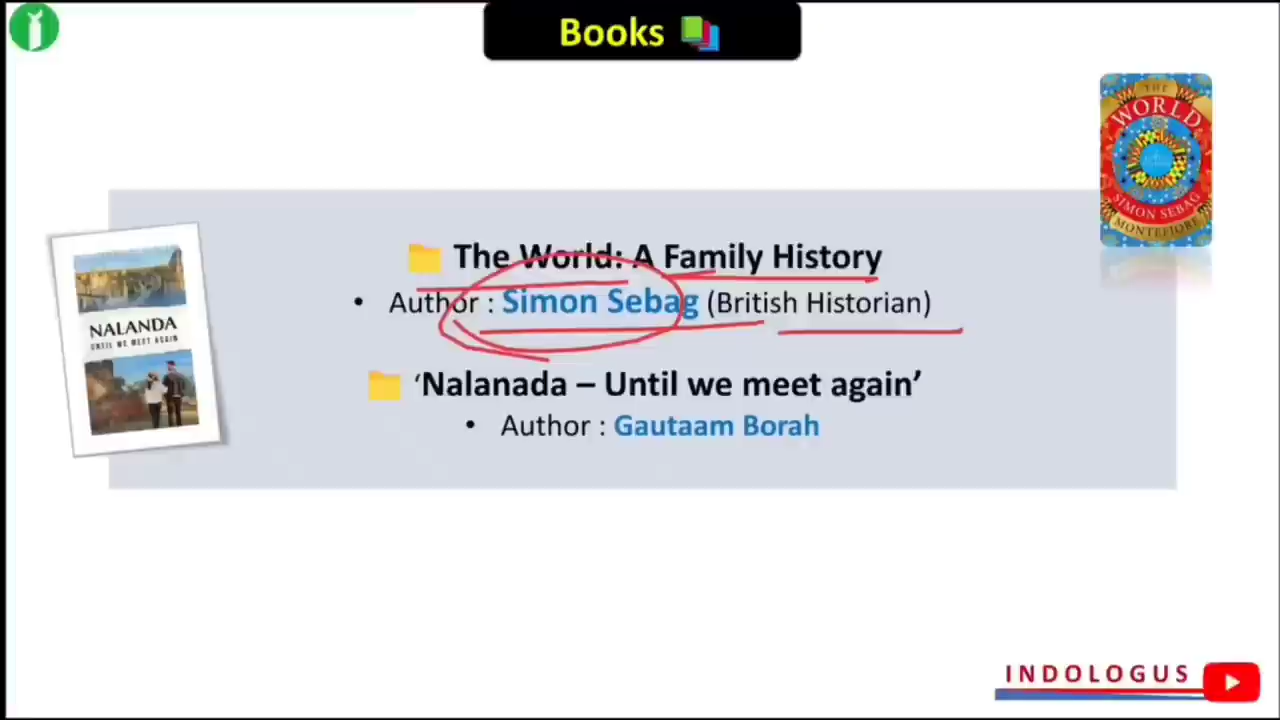 Books
THE
WORLD
SIMON SEBAG
MONTEFIORE
The World: A Family History
• Author : Simon Sebag (British Historian)
NALANDA
UNTIL WE MEET AGAIN
‘Nalanada – Until we meet again’
• Author : Gautaam Borah
INDOLOGUS